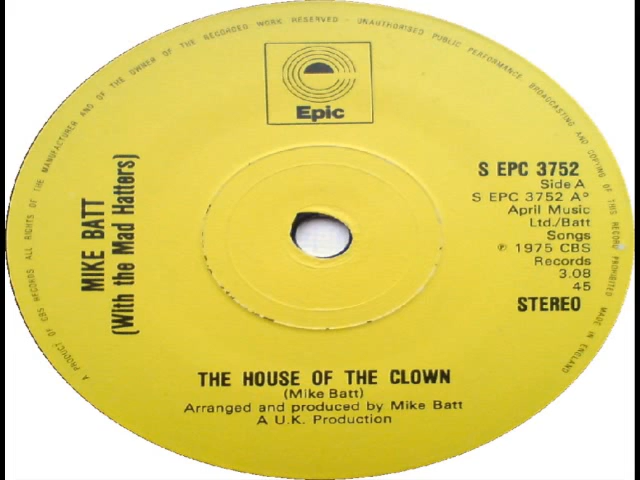 A PRODUCT OF CBS RECORDS ALL RIGHTS OF THE MANUFACTURER AND OF THE OWNER OF THE RECORDED WORK RESERVED - UNAUTHORISED PUBLIC PERFORMANCE, BROADCASTING AND COPYING OF THIS RECORD PROHIBITED MADE IN ENGLAND
Epic
MIKE BATT
(With the Mad Hatters)
S EPC 3752
Side A
S EPC 3752 A°
April Music
Ltd./Batt
Songs
℗ 1975 CBS
Records
3.08
45
STEREO
THE HOUSE OF THE CLOWN
(Mike Batt)
Arranged and produced by Mike Batt
A U.K. Production